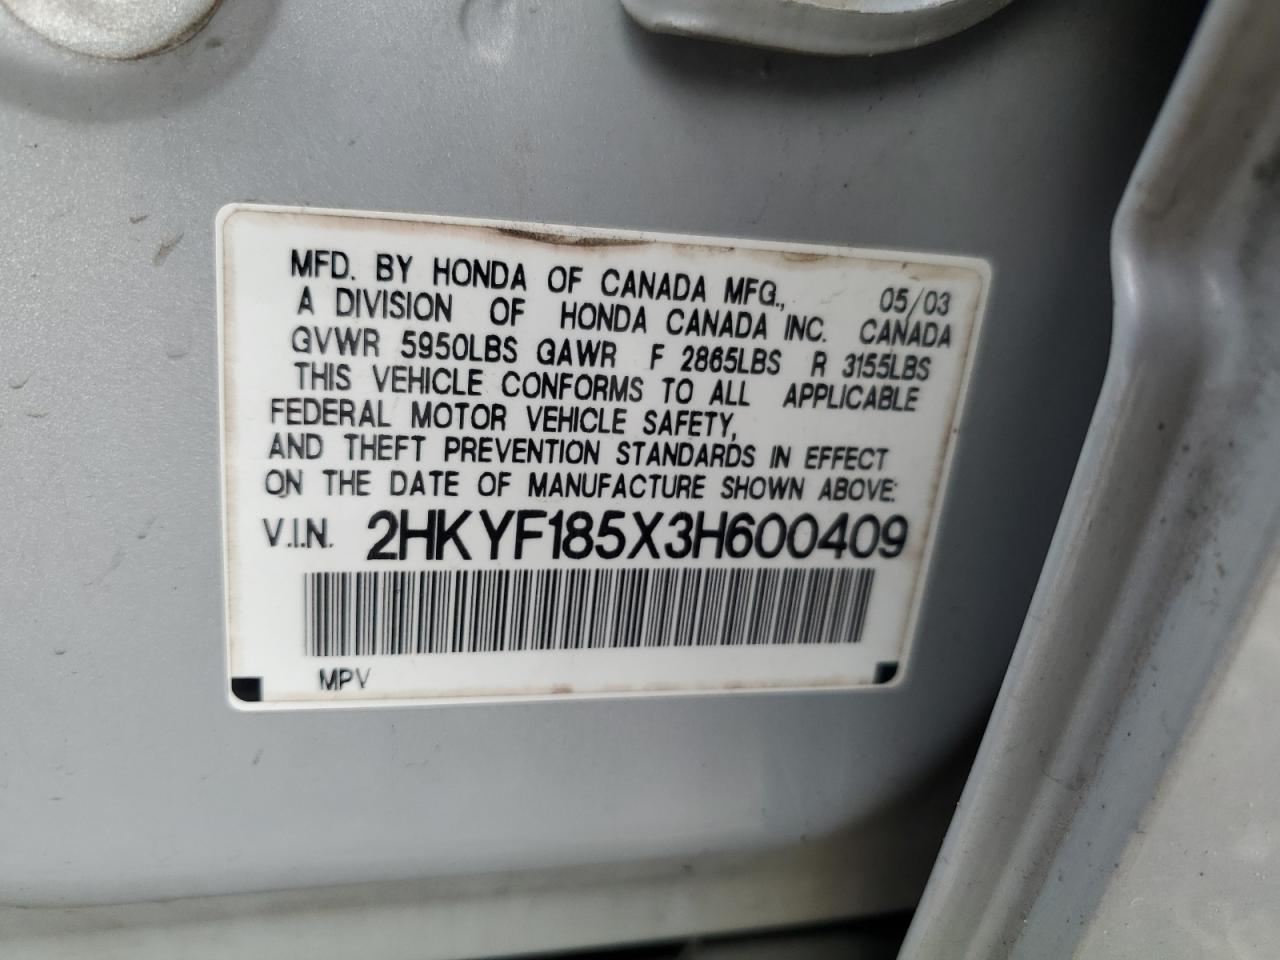 MFD. BY HONDA OF CANADA MFG., 05/03
A DIVISION OF HONDA CANADA INC. CANADA
GVWR 5950LBS GAWR F 2865LBS R 3155LBS
THIS VEHICLE CONFORMS TO ALL APPLICABLE
FEDERAL MOTOR VEHICLE SAFETY,
AND THEFT PREVENTION STANDARDS IN EFFECT
ON THE DATE OF MANUFACTURE SHOWN ABOVE:
V.I.N. 2HKYF185X3H600409
MPV